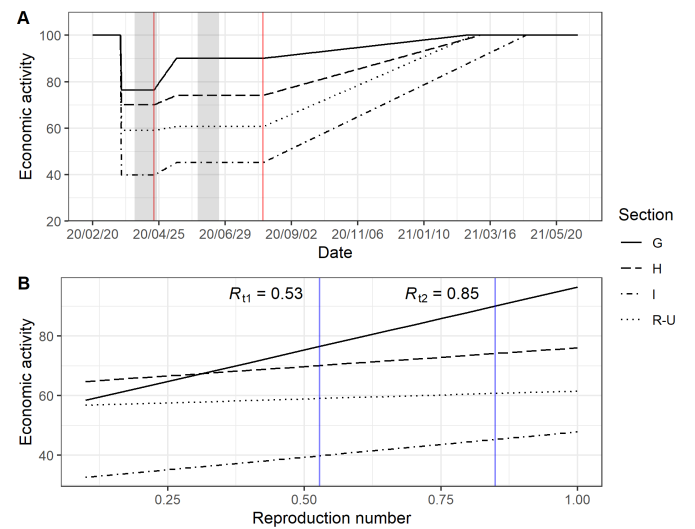 A
Economic activity
100
80
60
40
20
20/02/20 20/04/25 20/06/29 20/09/02 20/11/06 21/01/10 21/03/16 21/05/20
Date
Section
G
H
I
R-U
B
Economic activity
80
60
40
Rt1 = 0.53 Rt2 = 0.85
0.25 0.50 0.75 1.00
Reproduction number